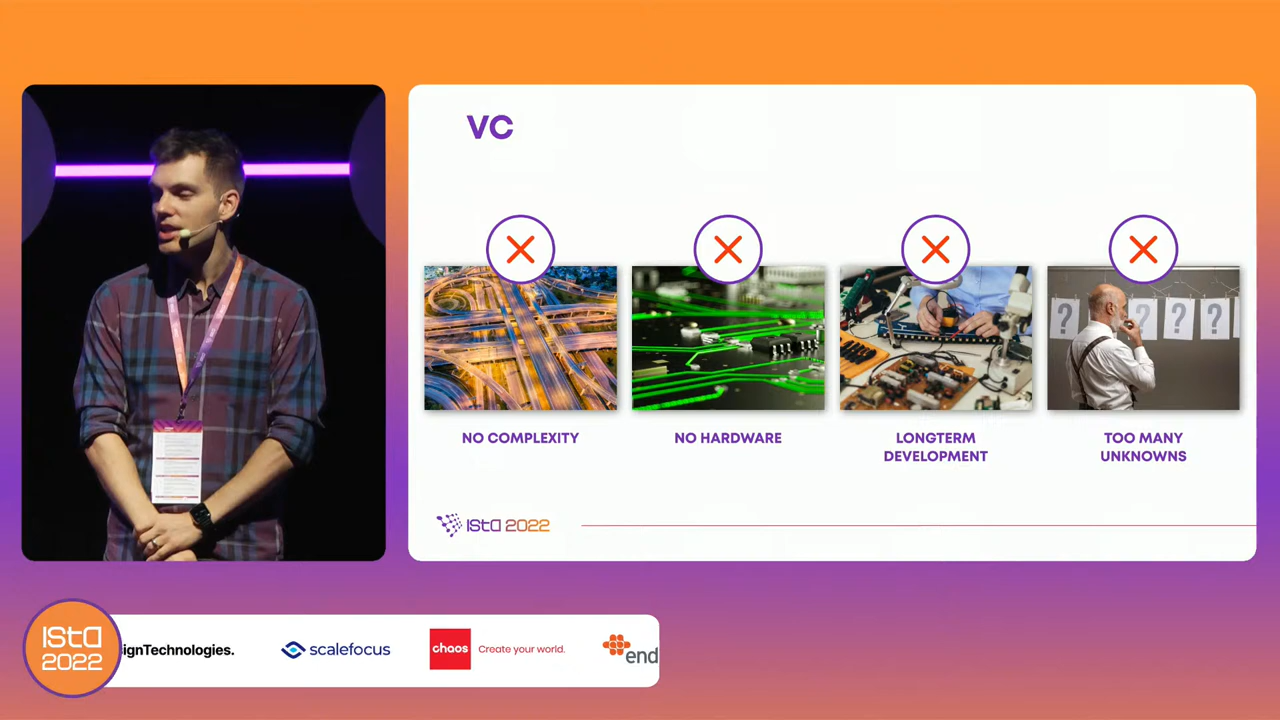 VC
NO COMPLEXITY
NO HARDWARE
LONGTERM
DEVELOPMENT
? ? ? ?
TOO MANY
UNKNOWNS
ISTA 2022
ISTA
2022
ignTechnologies.
scalefocus
chaos
Create your world.
end